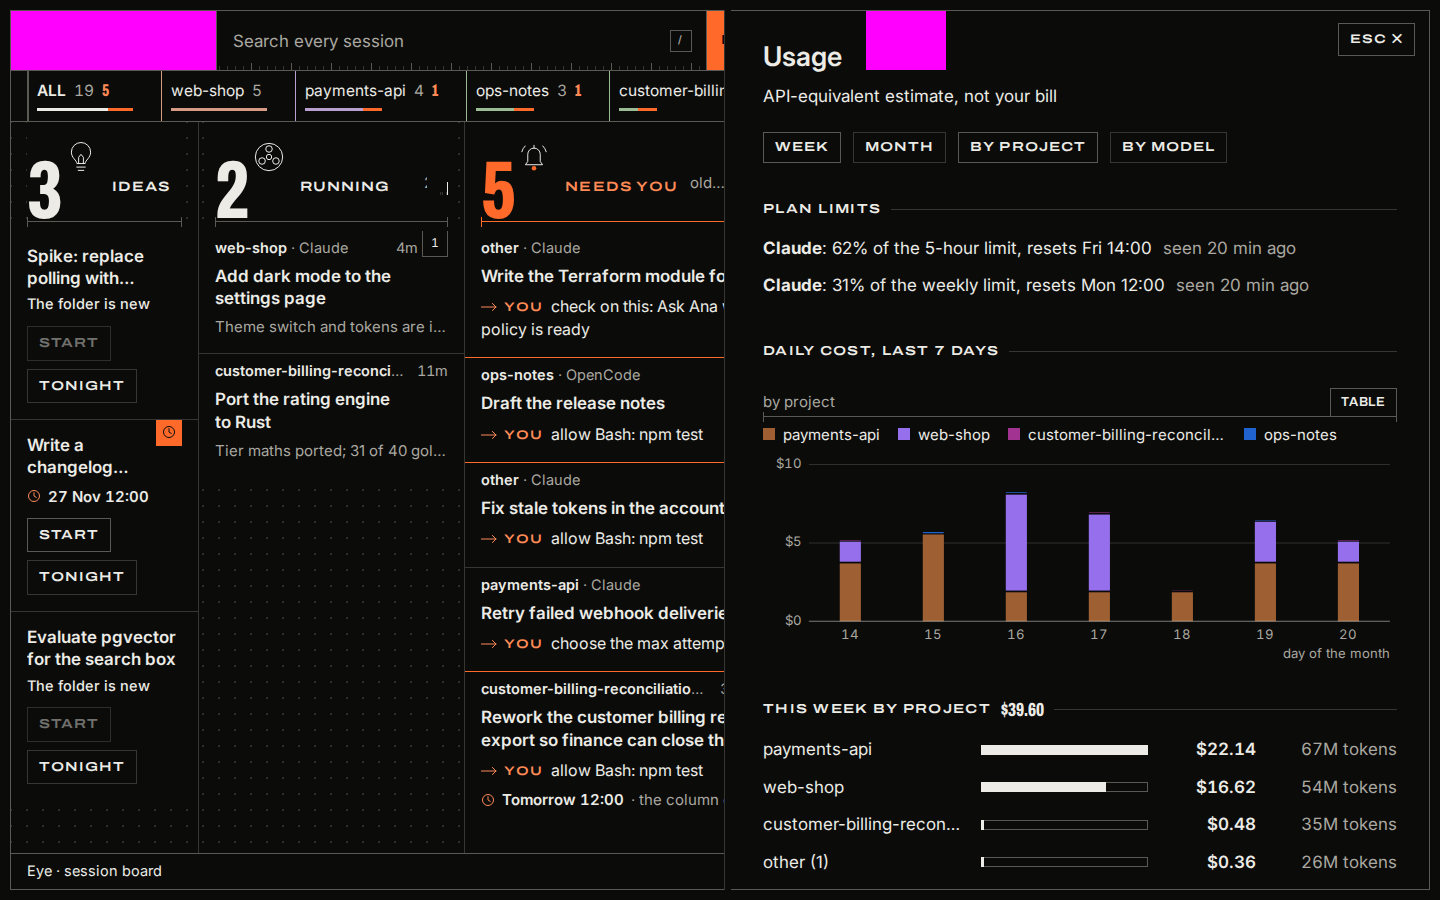 Search every session /
ALL 19 5 web-shop 5 payments-api 4 1 ops-notes 3 1 customer-billin
3 IDEAS
Spike: replace
polling with...
The folder is new
START
TONIGHT
Write a
changelog...
27 Nov 12:00
START
TONIGHT
Evaluate pgvector
for the search box
The folder is new
START
TONIGHT
2 RUNNING
web-shop · Claude 4m 1
Add dark mode to the
settings page
Theme switch and tokens are i...
customer-billing-reconci... 11m
Port the rating engine
to Rust
Tier maths ported; 31 of 40 gol...
5 NEEDS YOU old...
other · Claude
Write the Terraform module fo
→ YOU check on this: Ask Ana
policy is ready
ops-notes · OpenCode
Draft the release notes
→ YOU allow Bash: npm test
other · Claude
Fix stale tokens in the account
→ YOU allow Bash: npm test
payments-api · Claude
Retry failed webhook deliverie
→ YOU choose the max attemp
customer-billing-reconciliatio...
Rework the customer billing re
export so finance can close th
→ YOU allow Bash: npm test
Tomorrow 12:00 · the column
Eye · session board
Usage
ESC ✕
API-equivalent estimate, not your bill
WEEK MONTH BY PROJECT BY MODEL
PLAN LIMITS
Claude: 62% of the 5-hour limit, resets Fri 14:00 seen 20 min ago
Claude: 31% of the weekly limit, resets Mon 12:00 seen 20 min ago
DAILY COST, LAST 7 DAYS
by project TABLE
payments-api web-shop customer-billing-reconcil... ops-notes
$10
$5
$0
14 15 16 17 18 19 20
day of the month
THIS WEEK BY PROJECT $39.60
payments-api $22.14 67M tokens
web-shop $16.62 54M tokens
customer-billing-recon... $0.48 35M tokens
other (1) $0.36 26M tokens